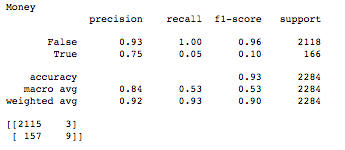 Money
precision recall f1-score support
False 0.93 1.00 0.96 2118
True 0.75 0.05 0.10 166
accuracy 0.93 2284
macro avg 0.84 0.53 0.53 2284
weighted avg 0.92 0.93 0.90 2284
[[2115 3]
[ 157 9]]